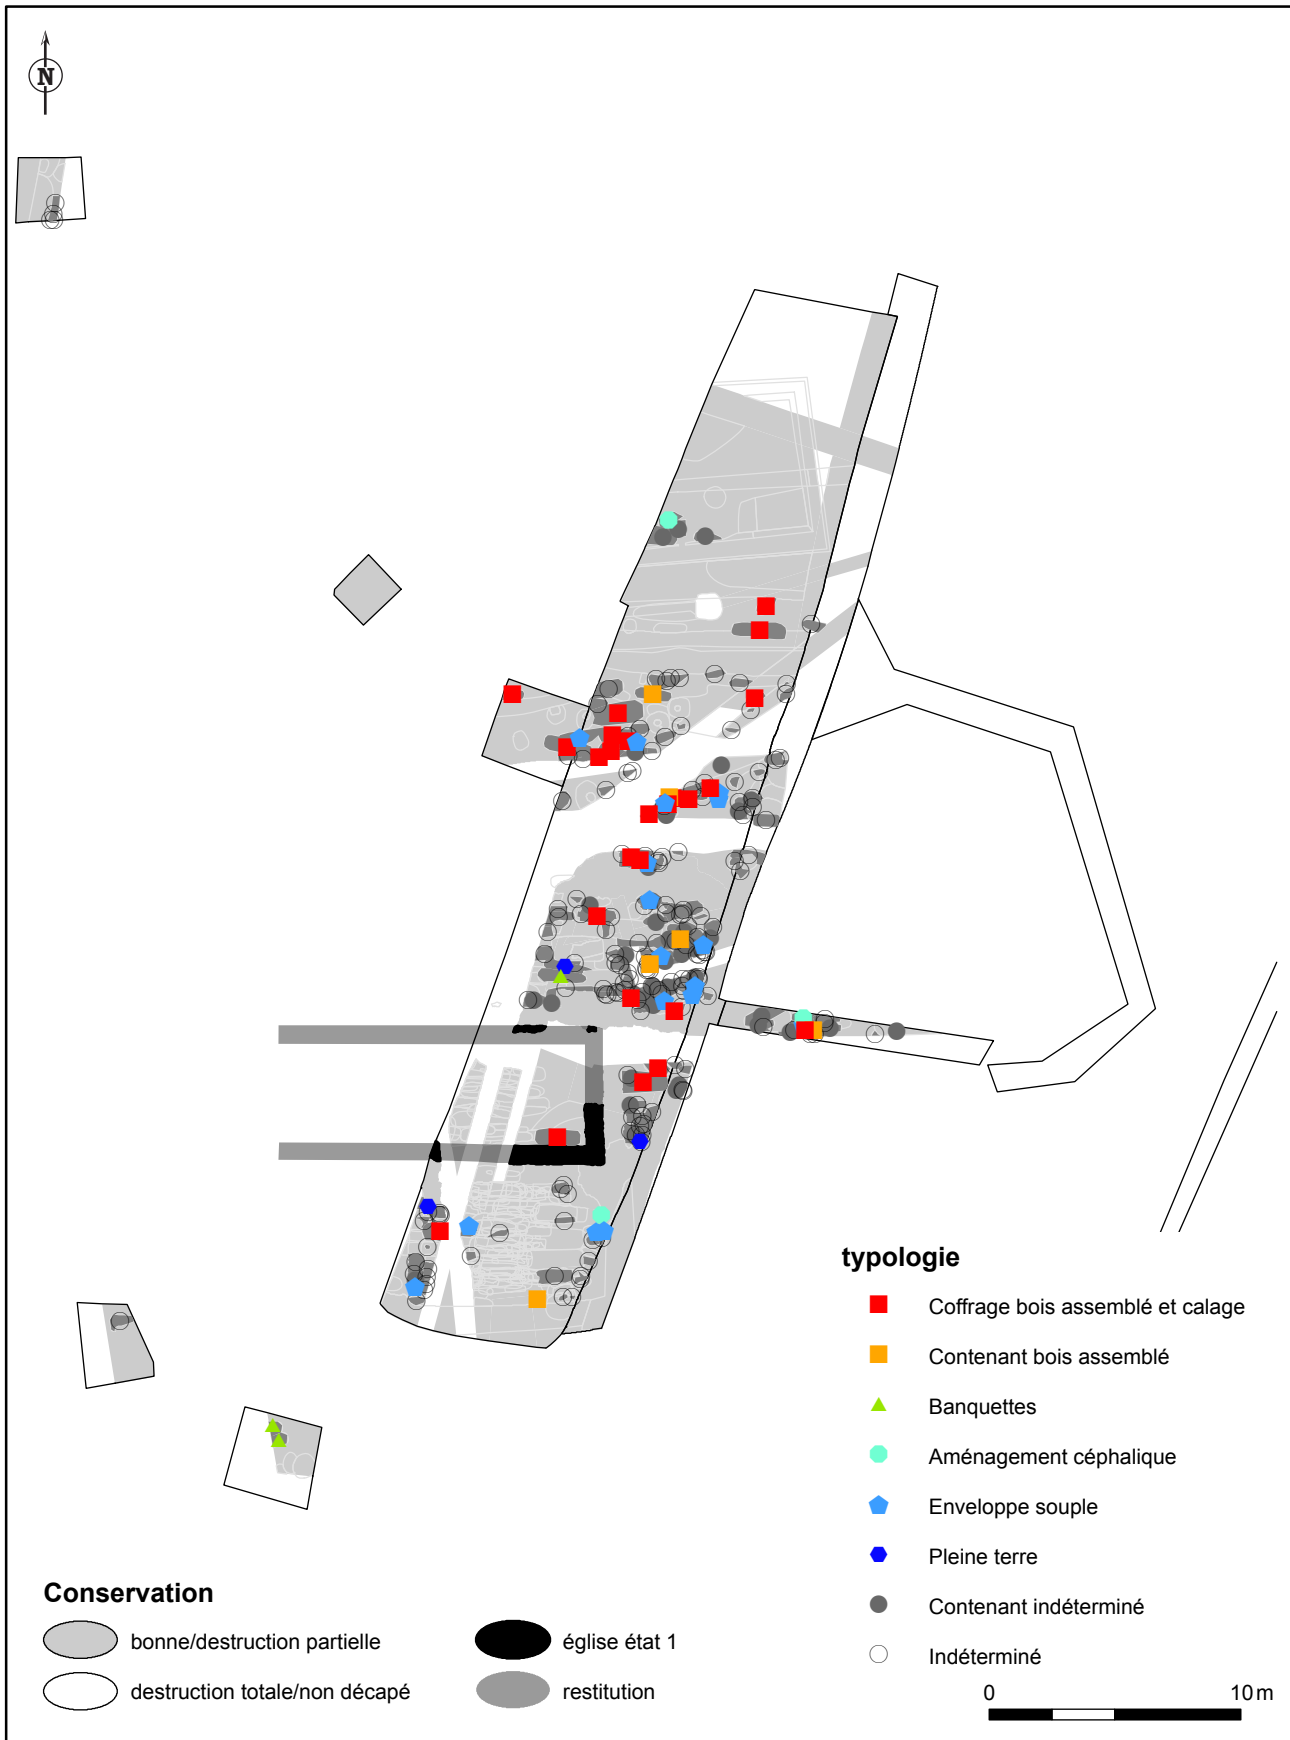 N
typologie
Coffrage bois assemblé et calage
Contenant bois assemblé
Banquettes
Aménagement céphalique
Enveloppe souple
Pleine terre
Contenant indéterminé
Indéterminé
Conservation
bonne/destruction partielle
église état 1
destruction totale/non décapé
restitution
0 10 m